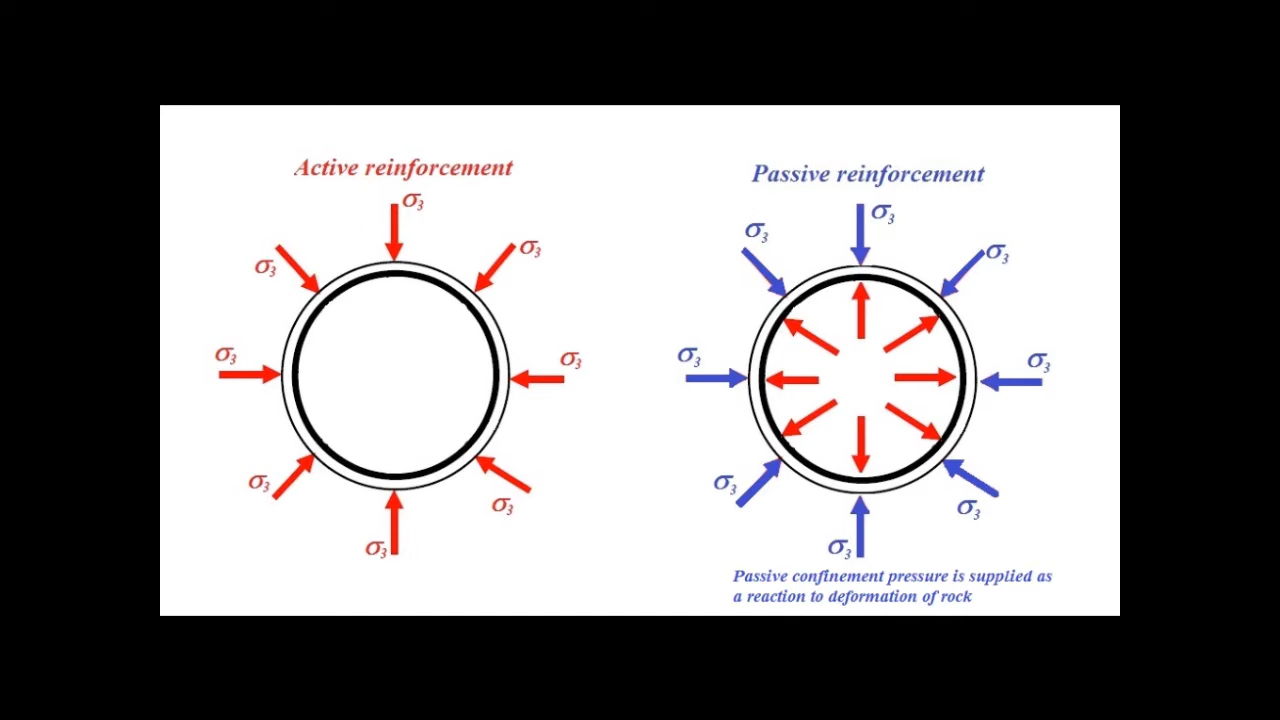 Active reinforcement
σ3
σ3
σ3
σ3
σ3
σ3
σ3
σ3
Passive reinforcement
σ3
σ3
σ3
σ3
σ3
σ3
σ3
σ3
Passive confinement pressure is supplied as
a reaction to deformation of rock